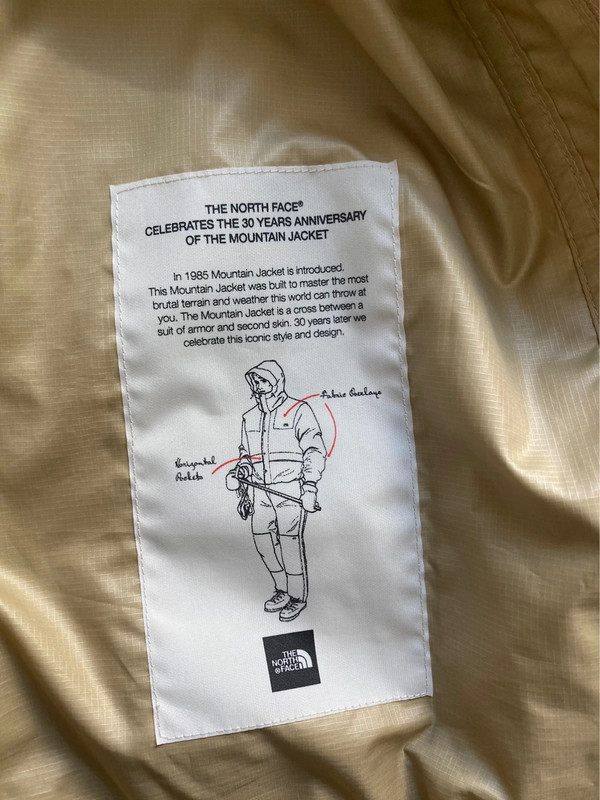 THE NORTH FACE®
CELEBRATES THE 30 YEARS ANNIVERSARY
OF THE MOUNTAIN JACKET
In 1985 Mountain Jacket is introduced.
This Mountain Jacket was built to master the most
brutal terrain and weather this world can throw at
you. The Mountain Jacket is a cross between a
suit of armor and second skin. 30 years later we
celebrate this iconic style and design.
Fabric Overlays
Horizontal
Pockets
THE
NORTH
®FACE